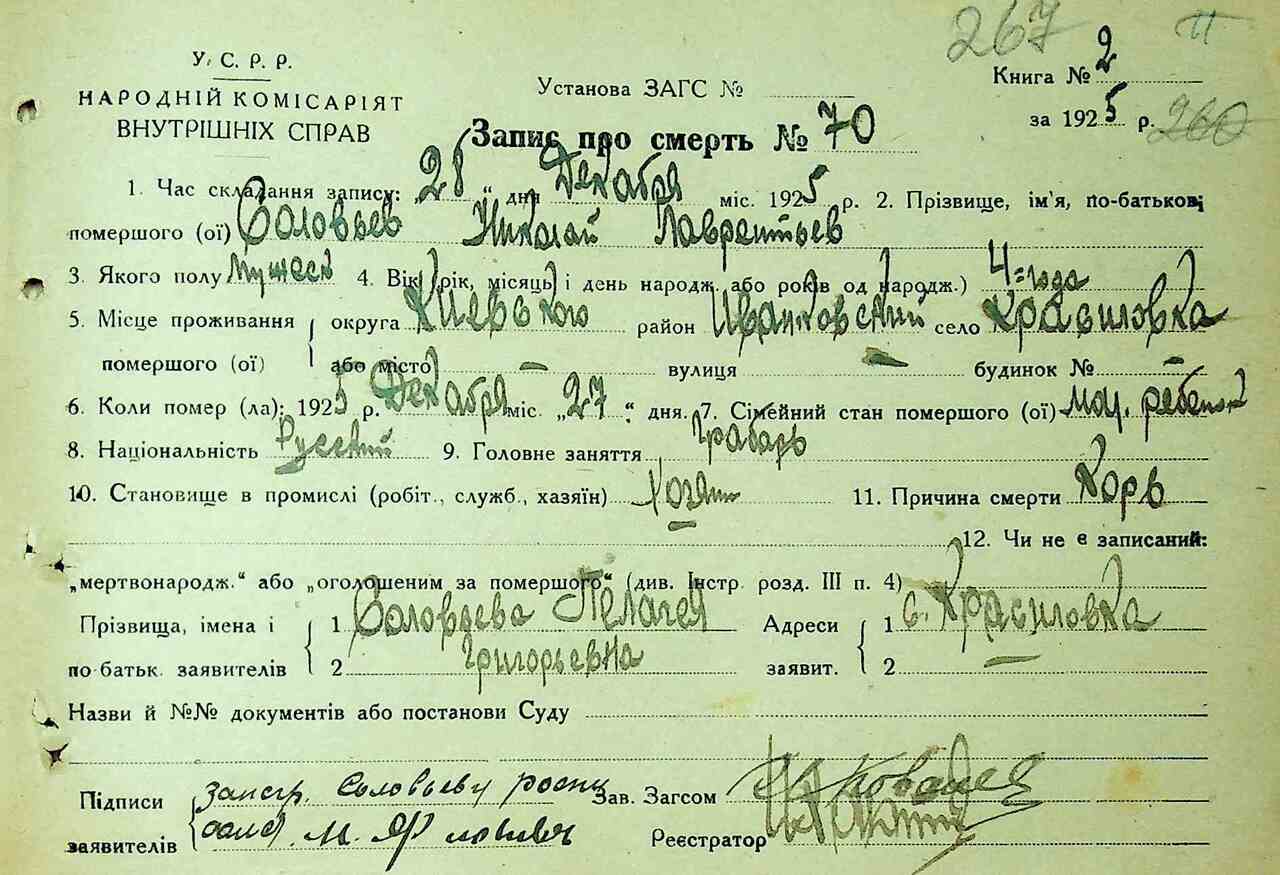 267 П
У. С. Р. Р.
НАРОДНІЙ КОМІСАРІЯТ
ВНУТРІШНІХ СПРАВ
Установа ЗАГС №
Книга № 2
за 1925 р. 260
Запис про смерть № 70
1. Час складання запису: „28 “ дня Декабря міс. 1925 р. 2. Прізвище, ім'я, по-батькові
помершого (ої) Соловьев Николай Лаврентьев
3. Якого полу Мужеск 4. Вік (рік, місяць і день народж. або років од народж.) 4= года
5. Місце проживання округа Киевського район Иванковский село Красиловка
помершого (ої) або місто — вулиця — будинок № —
6. Коли помер (ла): 1925 р. Декабря міс. „27 “ дня. 7. Сімейний стан помершого (ої) мал. ребенок
8. Національність Русский 9. Головне заняття Грабарь
10. Становище в промислі (робіт., служб., хазяїн) Хозяин 11. Причина смерти Корь
12. Чи не є записаний:
„мертвонародж.“ або „оголошеним за помершого“ (див. Інстр. розд. III п. 4) —
Прізвища, імена і 1 Соловьева Пелагея Адреси 1 с. Красиловка
по-батьк. заявителів 2 Григорьевна заявит. 2 —
Назви й №№ документів або постанови Суду
Підписи Соловьеву Зав. Загсом
заявителів Реєстратор